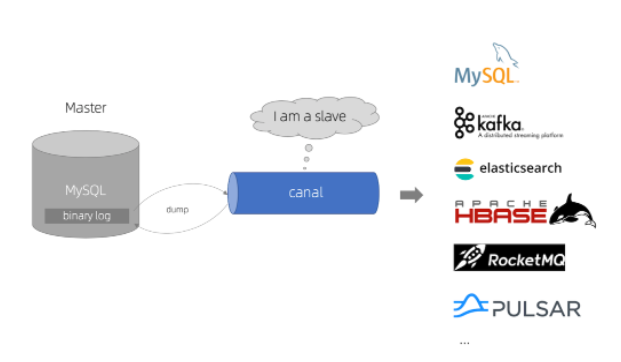 Master
MySQL
binary log
dump
I am a slave
canal
MySQL
kafka
A distributed streaming platform
elasticsearch
APACHE
HBASE
RocketMQ
PULSAR
...